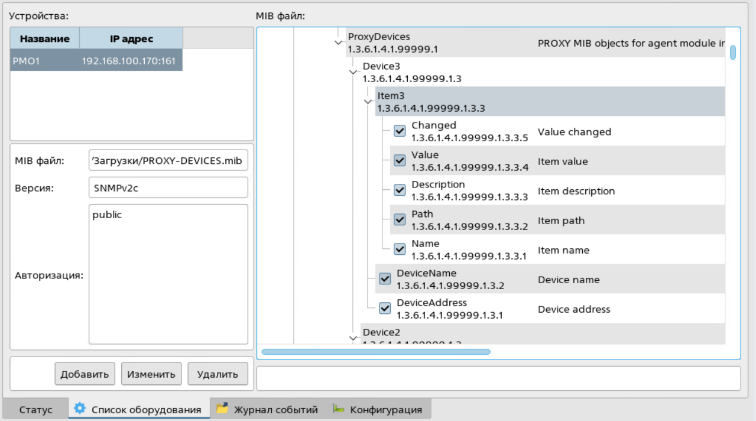 Устройства:
Название IP адрес
PMO1 192.168.100.170:161
MIB файл: 'Загрузки/PROXY-DEVICES.mib
Версия: SNMPv2c
Авторизация: public
Добавить Изменить Удалить
MIB файл:
ProxyDevices
1.3.6.1.4.1.99999.1 PROXY MIB objects for agent module in
Device3
1.3.6.1.4.1.99999.1.3
Item3
1.3.6.1.4.1.99999.1.3.3
Changed
1.3.6.1.4.1.99999.1.3.3.5 Value changed
Value
1.3.6.1.4.1.99999.1.3.3.4 Item value
Description
1.3.6.1.4.1.99999.1.3.3.3 Item description
Path
1.3.6.1.4.1.99999.1.3.3.2 Item path
Name
1.3.6.1.4.1.99999.1.3.3.1 Item name
DeviceName
1.3.6.1.4.1.99999.1.3.2 Device name
DeviceAddress
1.3.6.1.4.1.99999.1.3.1 Device address
Device2
Статус Список оборудования Журнал событий Конфигурация